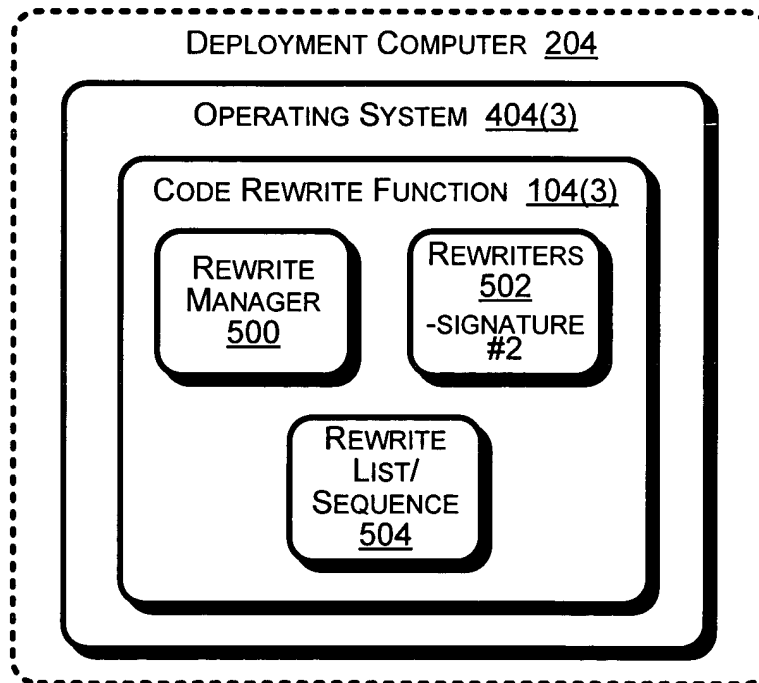 DEPLOYMENT COMPUTER 204
OPERATING SYSTEM 404(3)
CODE REWRITE FUNCTION 104(3)
REWRITE
MANAGER
500
REWRITERS
502
-SIGNATURE
#2
REWRITE
LIST/
SEQUENCE
504